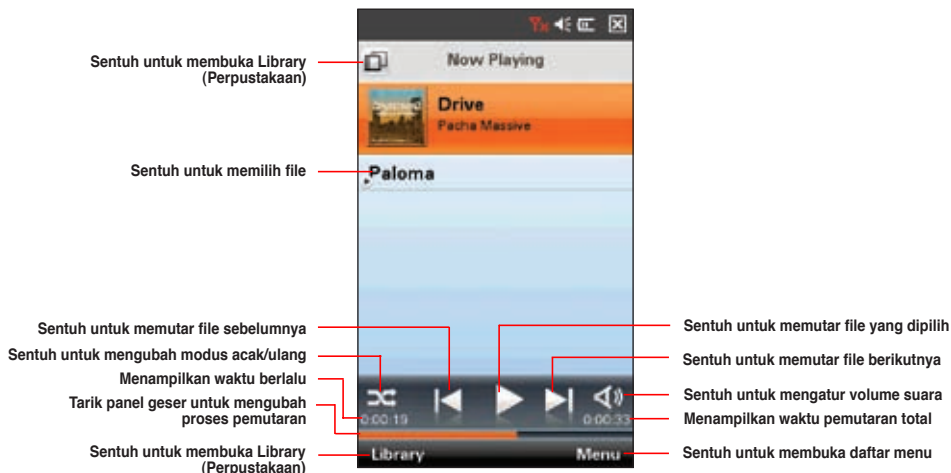 Sentuh untuk membuka Library
(Perpustakaan)
Now Playing
Drive
Pacha Massive
Sentuh untuk memilih file
Paloma
Sentuh untuk memutar file sebelumnya
Sentuh untuk memutar file yang dipilih
Sentuh untuk mengubah modus acak/ulang
Sentuh untuk memutar file berikutnya
Menampilkan waktu berlalu
Sentuh untuk mengatur volume suara
0:00:19
0:00:33
Tarik panel geser untuk mengubah
proses pemutaran
Menampilkan waktu pemutaran total
Sentuh untuk membuka Library
(Perpustakaan)
Library
Menu
Sentuh untuk membuka daftar menu